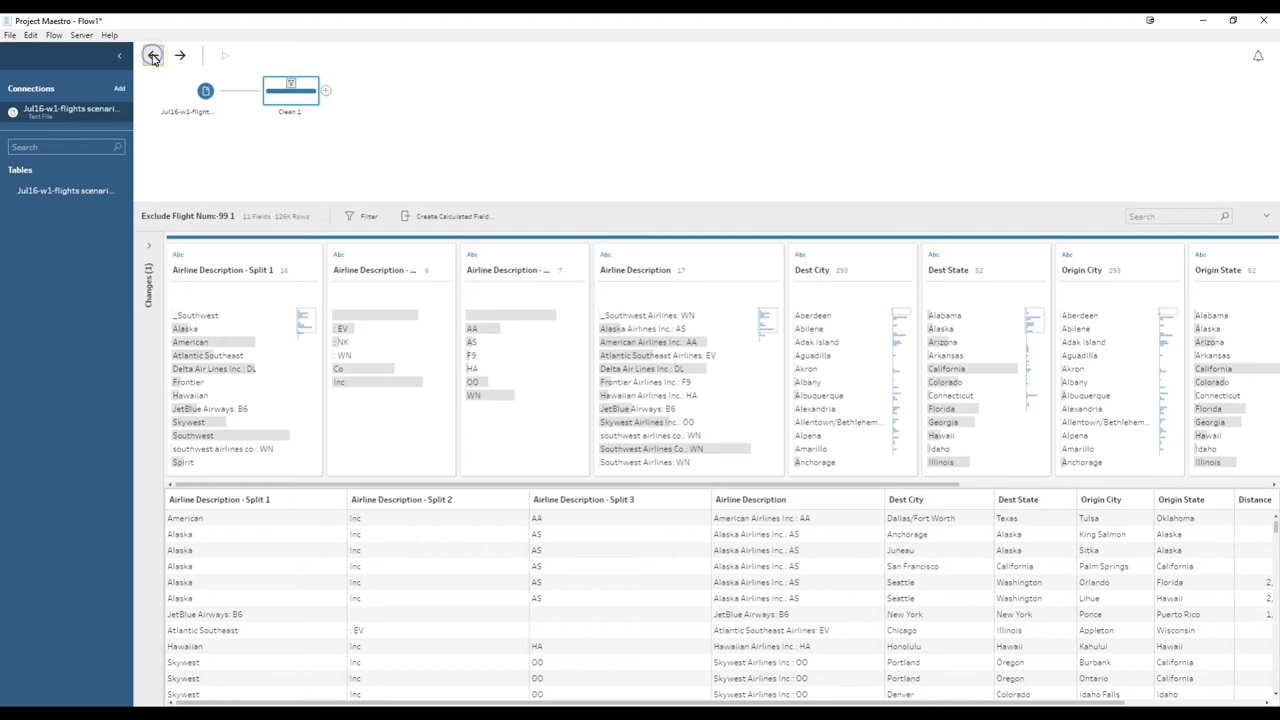 Project Maestro - Flow1*
File Edit Flow Server Help
Connections Add
Jul16-w1-flights scenari...
Text File
Search
Tables
Jul16-w1-flights scenari...
Jul16-w1-flight...
Clean 1
Exclude Flight Num:-99 1 11 Fields 126K Rows Filter Create Calculated Field... Search
Changes (1)
Abc Abc Abc Abc Abc Abc Abc Abc
Airline Description - Split 1 16 Airline Description - ... 6 Airline Description - ... 7 Airline Description 17 Dest City 293 Dest State 52 Origin City 293 Origin State 52
_Southwest _Southwest Airlines: WN Aberdeen Alabama Aberdeen Alabama
Alaska : EV AA Alaska Airlines Inc.: AS Abilene Alaska Abilene Alaska
American : NK AS American Airlines Inc.: AA Adak Island Arizona Adak Island Arizona
Atlantic Southeast : WN F9 Atlantic Southeast Airlines: EV Aguadilla Arkansas Aguadilla Arkansas
Delta Air Lines Inc.: DL Co HA Delta Air Lines Inc.: DL Akron California Akron California
Frontier Inc OO Frontier Airlines Inc.: F9 Albany Colorado Albany Colorado
Hawaiian WN Hawaiian Airlines Inc.: HA Albuquerque Connecticut Albuquerque Connecticut
JetBlue Airways: B6 JetBlue Airways: B6 Alexandria Florida Alexandria Florida
Skywest Skywest Airlines Inc.: OO Allentown/Bethlehem... Georgia Allentown/Bethlehem... Georgia
Southwest southwest airlines co.: WN Alpena Hawaii Alpena Hawaii
southwest airlines co.: WN Southwest Airlines Co.: WN Amarillo Idaho Amarillo Idaho
Spirit Southwest Airlines: WN Anchorage Illinois Anchorage Illinois
Airline Description - Split 1 Airline Description - Split 2 Airline Description - Split 3 Airline Description Dest City Dest State Origin City Origin State Distance
American Inc AA American Airlines Inc.: AA Dallas/Fort Worth Texas Tulsa Oklahoma
Alaska Inc AS Alaska Airlines Inc.: AS Anchorage Alaska King Salmon Alaska
Alaska Inc AS Alaska Airlines Inc.: AS Juneau Alaska Sitka Alaska
Alaska Inc AS Alaska Airlines Inc.: AS San Francisco California Palm Springs California
Alaska Inc AS Alaska Airlines Inc.: AS Seattle Washington Orlando Florida 2,
Alaska Inc AS Alaska Airlines Inc.: AS Seattle Washington Lihue Hawaii 2,
JetBlue Airways: B6 JetBlue Airways: B6 New York New York Ponce Puerto Rico 1,
Atlantic Southeast : EV Atlantic Southeast Airlines: EV Chicago Illinois Appleton Wisconsin
Hawaiian Inc HA Hawaiian Airlines Inc.: HA Honolulu Hawaii Kahului Hawaii
Skywest Inc OO Skywest Airlines Inc.: OO Portland Oregon Burbank California
Skywest Inc OO Skywest Airlines Inc.: OO Portland Oregon Ontario California
Skywest Inc OO Skywest Airlines Inc.: OO Denver Colorado Idaho Falls Idaho